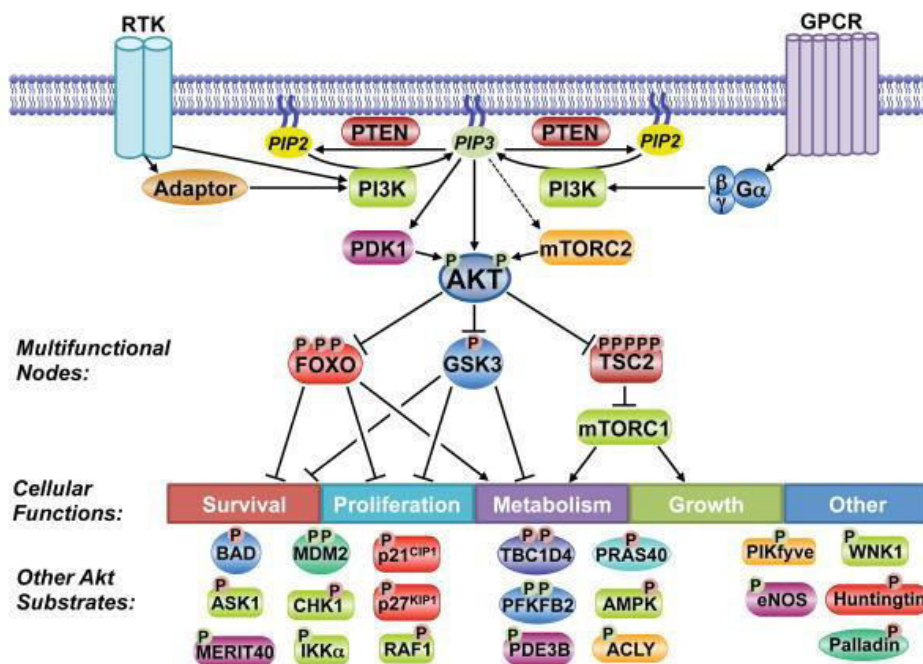 RTK
GPCR
PIP2
PTEN
PIP3
PTEN
PIP2
Adaptor
PI3K
PI3K
β
γ
Gα
PDK1
mTORC2
P
P
AKT
Multifunctional
Nodes:
P P P
FOXO
P
GSK3
PPPPP
TSC2
mTORC1
Cellular
Functions:
Survival
Proliferation
Metabolism
Growth
Other
Other Akt
Substrates:
P
BAD
P P
MDM2
P
p21CIP1
P P
TBC1D4
P
PRAS40
P
PIKfyve
P
WNK1
P
ASK1
P
CHK1
P
p27KIP1
P P
PFKFB2
P
AMPK
P
eNOS
P
Huntingtin
P
MERIT40
P
IKKα
P
RAF1
P
PDE3B
P
ACLY
P
Palladin